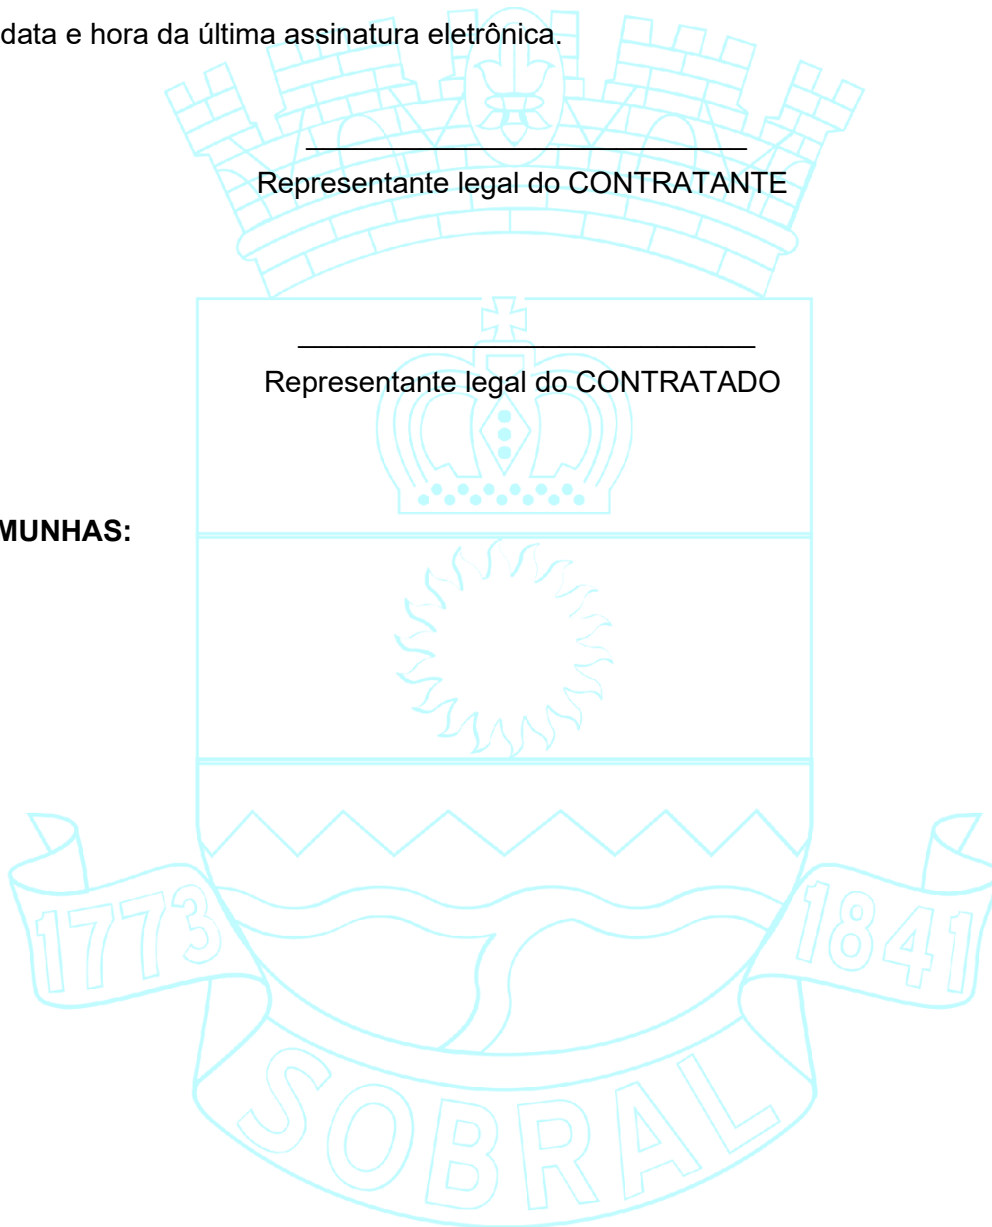 data e hora da última assinatura eletrônica.
Representante legal do CONTRATANTE
Representante legal do CONTRATADO
MUNHAS:
1773
1841
SOBRAL